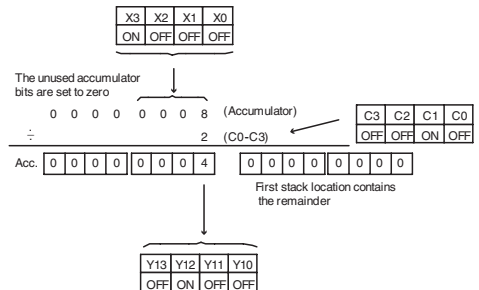 X3 X2 X1 X0
ON OFF OFF OFF
The unused accumulator
bits are set to zero
0 0 0 0 0 0 0 8 (Accumulator)
÷ 2 (C0-C3)
C3 C2 C1 C0
OFF OFF ON OFF
Acc. 0 0 0 0 0 0 0 4 0 0 0 0 0 0 0 0
First stack location contains
the remainder
Y13 Y12 Y11 Y10
OFF ON OFF OFF